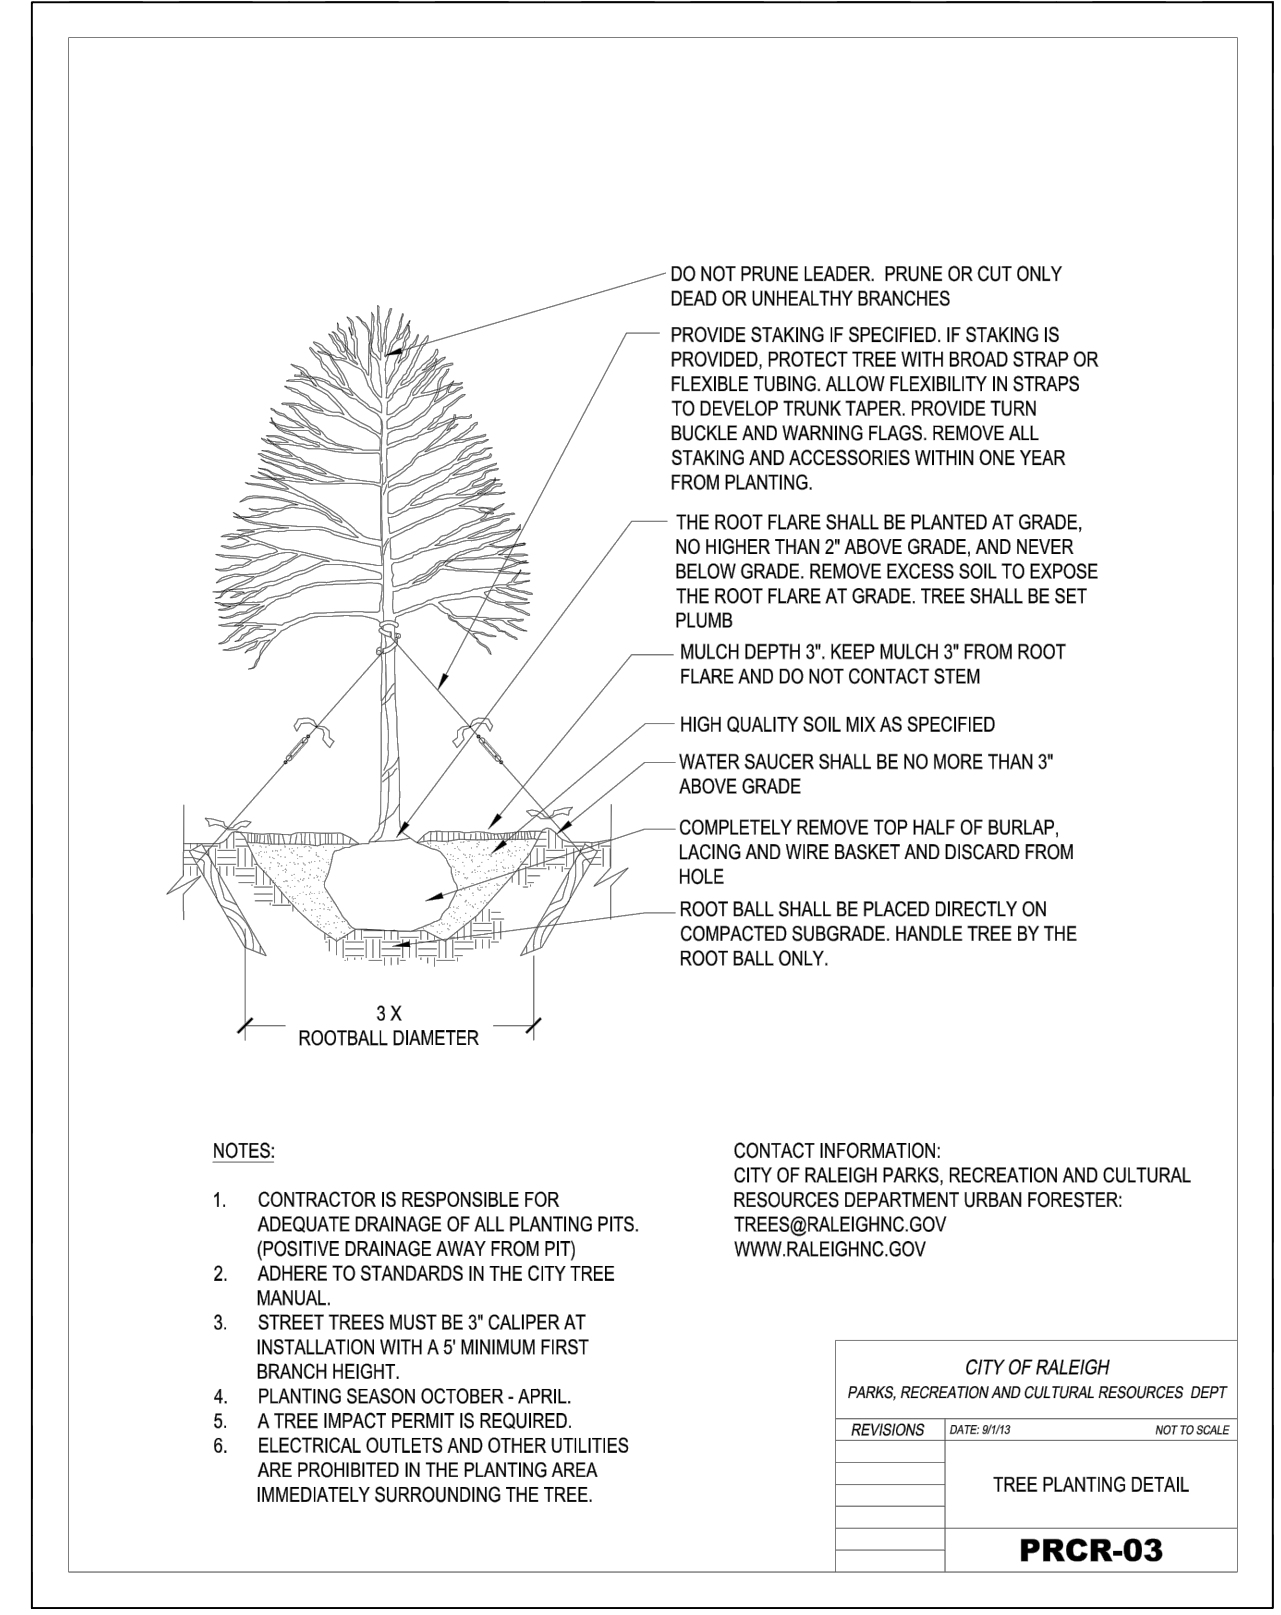 DO NOT PRUNE LEADER.  PRUNE OR CUT ONLY
DEAD OR UNHEALTHY BRANCHES
PROVIDE STAKING IF SPECIFIED. IF STAKING IS
PROVIDED, PROTECT TREE WITH BROAD STRAP OR
FLEXIBLE TUBING. ALLOW FLEXIBILITY IN STRAPS
TO DEVELOP TRUNK TAPER. PROVIDE TURN
BUCKLE AND WARNING FLAGS. REMOVE ALL
STAKING AND ACCESSORIES WITHIN ONE YEAR
FROM PLANTING.
THE ROOT FLARE SHALL BE PLANTED AT GRADE,
NO HIGHER THAN 2" ABOVE GRADE, AND NEVER
BELOW GRADE. REMOVE EXCESS SOIL TO EXPOSE
THE ROOT FLARE AT GRADE. TREE SHALL BE SET
PLUMB
MULCH DEPTH 3". KEEP MULCH 3" FROM ROOT
FLARE AND DO NOT CONTACT STEM
HIGH QUALITY SOIL MIX AS SPECIFIED
WATER SAUCER SHALL BE NO MORE THAN 3"
ABOVE GRADE
COMPLETELY REMOVE TOP HALF OF BURLAP,
LACING AND WIRE BASKET AND DISCARD FROM
HOLE
ROOT BALL SHALL BE PLACED DIRECTLY ON
COMPACTED SUBGRADE. HANDLE TREE BY THE
ROOT BALL ONLY.
3 X
ROOTBALL DIAMETER
NOTES:
1. CONTRACTOR IS RESPONSIBLE FOR
ADEQUATE DRAINAGE OF ALL PLANTING PITS.
(POSITIVE DRAINAGE AWAY FROM PIT)
2. ADHERE TO STANDARDS IN THE CITY TREE
MANUAL.
3. STREET TREES MUST BE 3" CALIPER AT
INSTALLATION WITH A 5' MINIMUM FIRST
BRANCH HEIGHT.
4. PLANTING SEASON OCTOBER - APRIL.
5. A TREE IMPACT PERMIT IS REQUIRED.
6. ELECTRICAL OUTLETS AND OTHER UTILITIES
ARE PROHIBITED IN THE PLANTING AREA
IMMEDIATELY SURROUNDING THE TREE.
CONTACT INFORMATION:
CITY OF RALEIGH PARKS, RECREATION AND CULTURAL
RESOURCES DEPARTMENT URBAN FORESTER:
TREES@RALEIGHNC.GOV
WWW.RALEIGHNC.GOV
CITY OF RALEIGH
PARKS, RECREATION AND CULTURAL RESOURCES  DEPT
REVISIONS
DATE: 9/1/13
NOT TO SCALE
TREE PLANTING DETAIL
PRCR-03